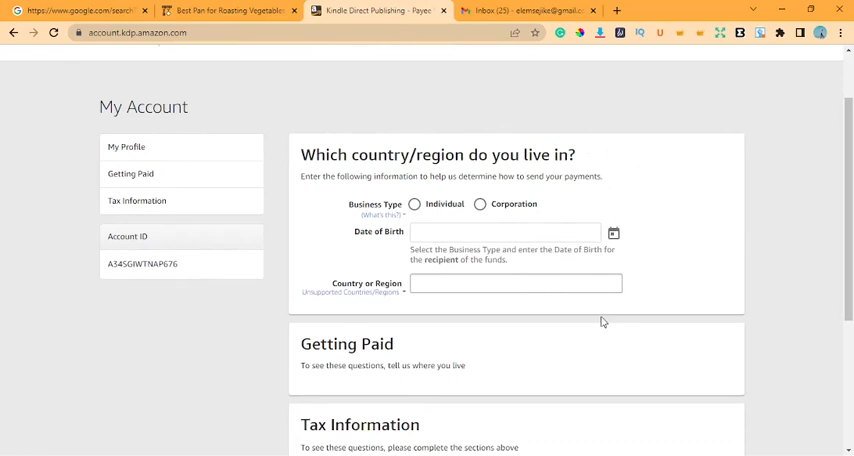 https://www.google.com/search?
Best Pan for Roasting Vegetables
Kindle Direct Publishing - Payee
Inbox (25) - elemsejike@gmail.c
account.kdp.amazon.com
My Account
My Profile
Getting Paid
Tax Information
Account ID
A34SGIWTNAP676
Which country/region do you live in?
Enter the following information to help us determine how to send your payments.
Business Type
Individual
Corporation
(What's this?)
Date of Birth
Select the Business Type and enter the Date of Birth for
the recipient of the funds.
Country or Region
Unsupported Countries/Regions
Getting Paid
To see these questions, tell us where you live
Tax Information
To see these questions, please complete the sections above